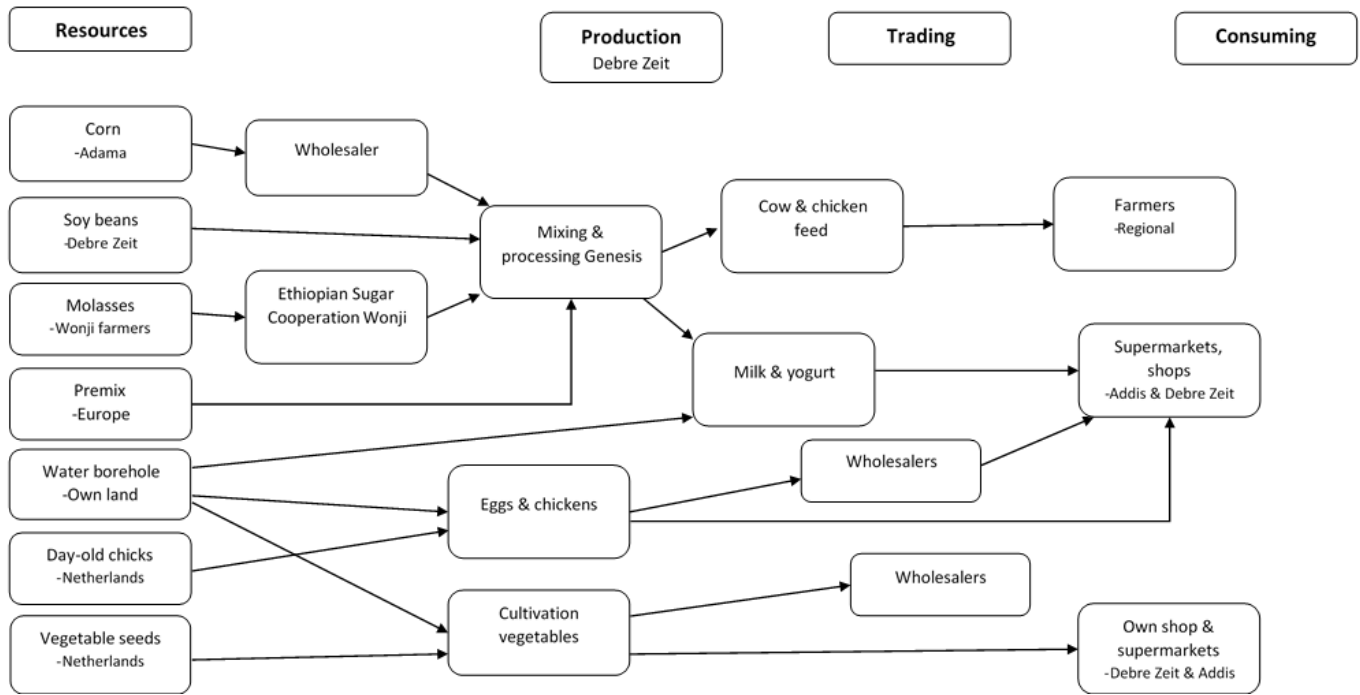 Resources
Production
Debre Zeit
Trading
Consuming
Corn
-Adama
Wholesaler
Soy beans
-Debre Zeit
Mixing &
processing Genesis
Cow & chicken
feed
Farmers
-Regional
Molasses
-Wonji farmers
Ethiopian Sugar
Cooperation Wonji
Milk & yogurt
Supermarkets,
shops
-Addis & Debre Zeit
Premix
-Europe
Water borehole
-Own land
Eggs & chickens
Wholesalers
Day-old chicks
-Netherlands
Wholesalers
Vegetable seeds
-Netherlands
Cultivation
vegetables
Own shop &
supermarkets
-Debre Zeit & Addis